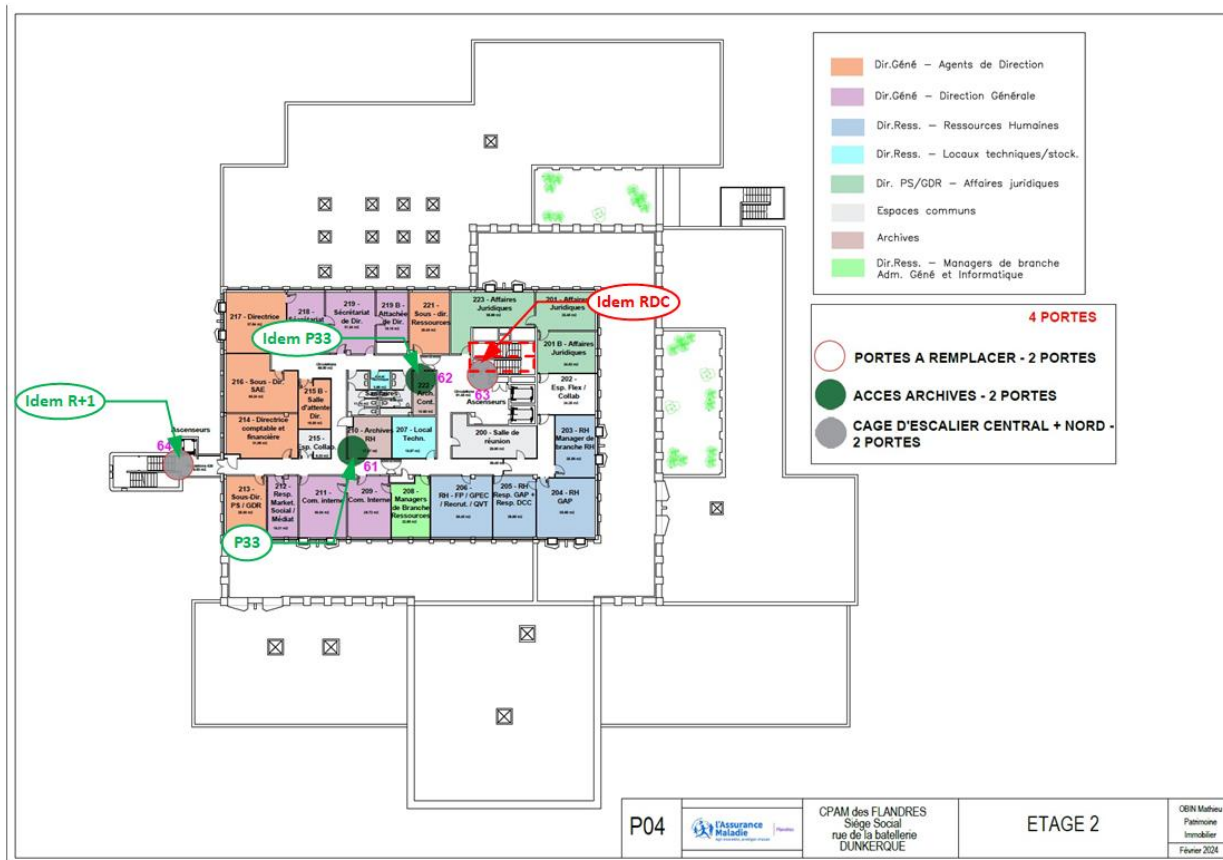 Dir.Géné – Agents de Direction
Dir.Géné – Direction Générale
Dir.Ress. – Ressources Humaines
Dir.Ress. – Locaux techniques/stock.
Dir. PS/GDR – Affaires juridiques
Espaces communs
Archives
Dir.Ress. – Managers de branche
Adm. Géné et Informatique
4 PORTES
PORTES A REMPLACER - 2 PORTES
ACCES ARCHIVES - 2 PORTES
CAGE D'ESCALIER CENTRAL + NORD -
2 PORTES
Idem RDC
Idem P33
Idem R+1
P33
61
62
63
64
217 - Directrice
218 -
219 -
Sécrétariat
de Dir.
219 B -
Attachée
de Dir.
221 -
Sous - dir.
Ressources
223 - Affaires
Juridiques
201 - Affaires
Juridiques
201 B - Affaires
Juridiques
216 - Sous - Dir.
SAE
215 B -
Salle
d'attente
Dir.
222 -
Arch.
Cont.
Ascenseurs
202 -
Esp. Flex /
Collab
214 - Directrice
comptable et
financière
215 -
Esp. Collab.
210 - Archives
RH
207 - Local
Techn.
200 - Salle de
réunion
203 - RH
Manager de
branche RH
Ascenseurs
213 -
Sous-Dir.
PS / GDR
212 -
Resp.
Market.
Social /
Médiat
211 -
Com. interne
209 -
Com. Interne
208 -
Managers
de Branche
Ressources
206 -
RH - FP / GPEC
/ Recrut. / QVT
205 - RH
Resp. GAP +
Resp. DCC
204 - RH
GAP
P04
l'Assurance
Maladie
Flandres
CPAM des FLANDRES
Siège Social
rue de la batellerie
DUNKERQUE
ETAGE 2
OBIN Mathieu
Patrimoine
Immobilier
Février 2024